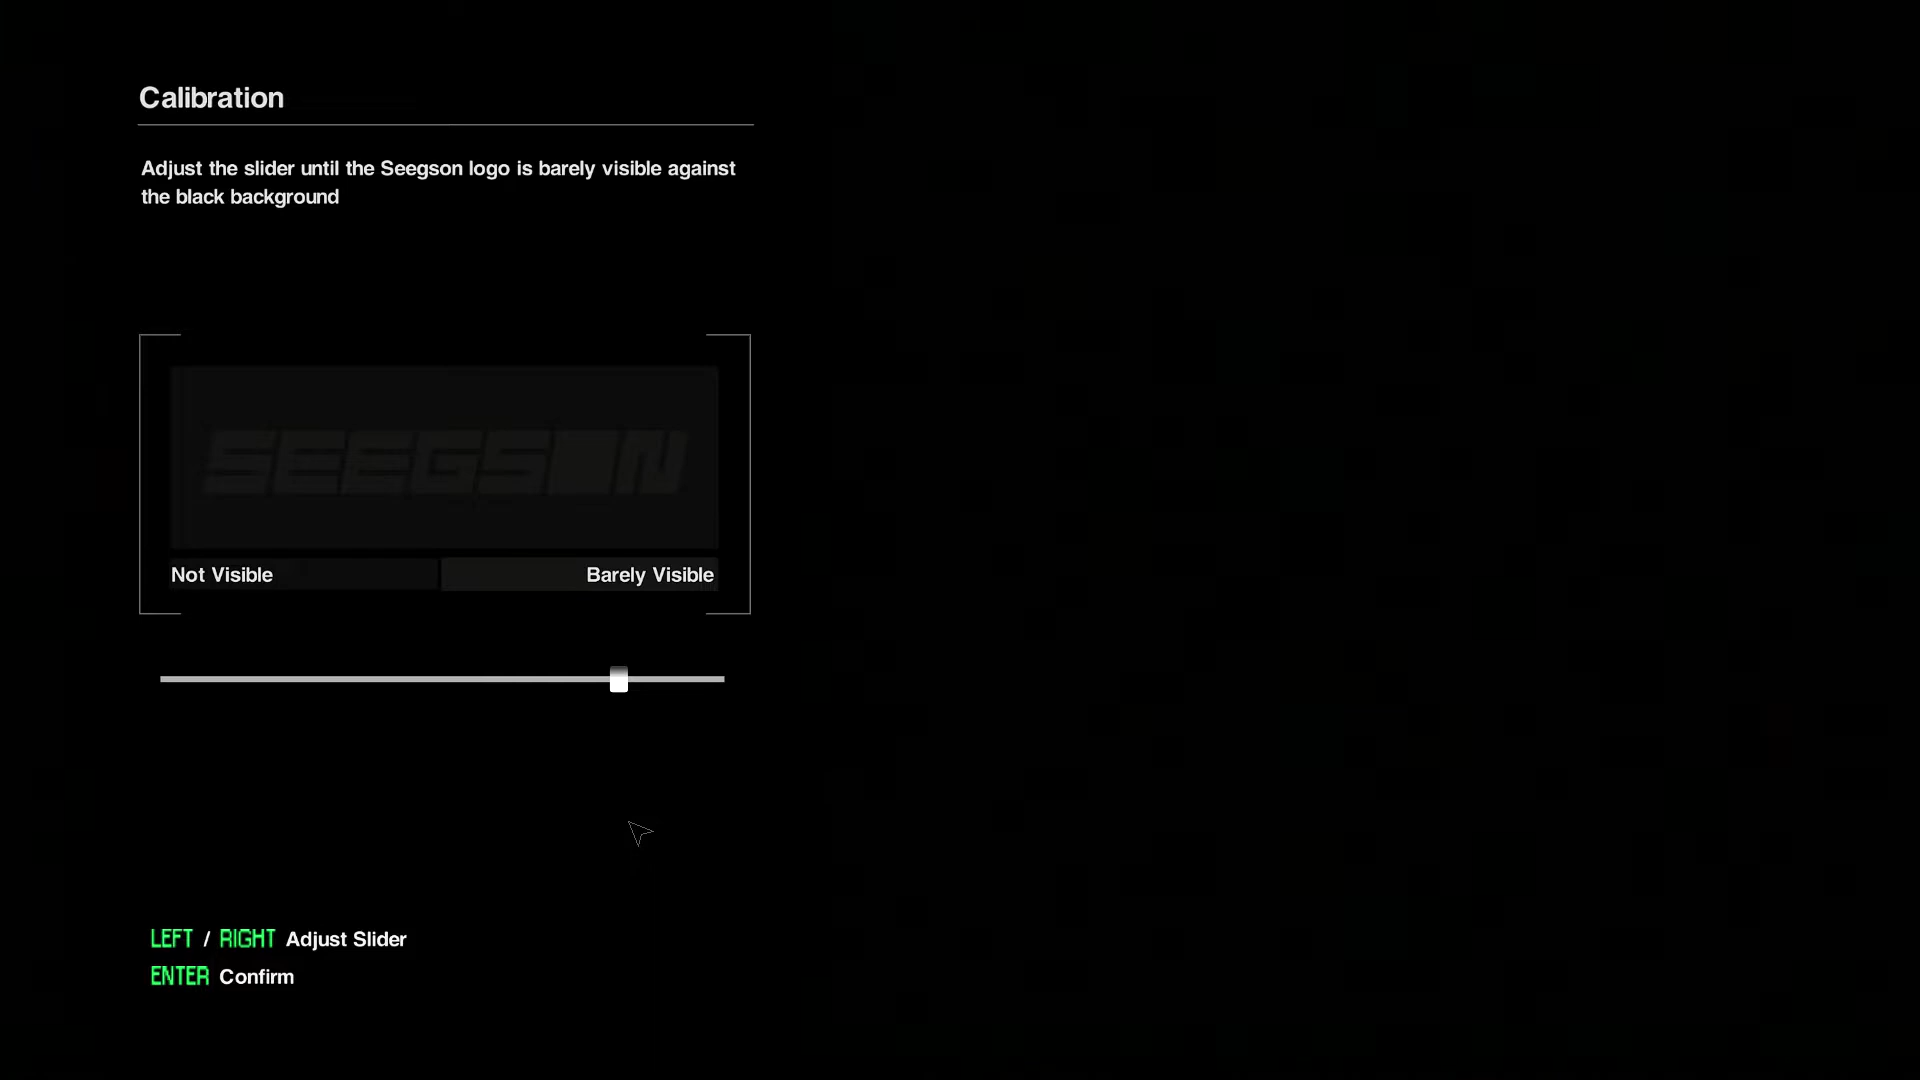 Calibration
Adjust the slider until the Seegson logo is barely visible against
the black background
SEEGSON
Not Visible Barely Visible
LEFT / RIGHT Adjust Slider
ENTER Confirm